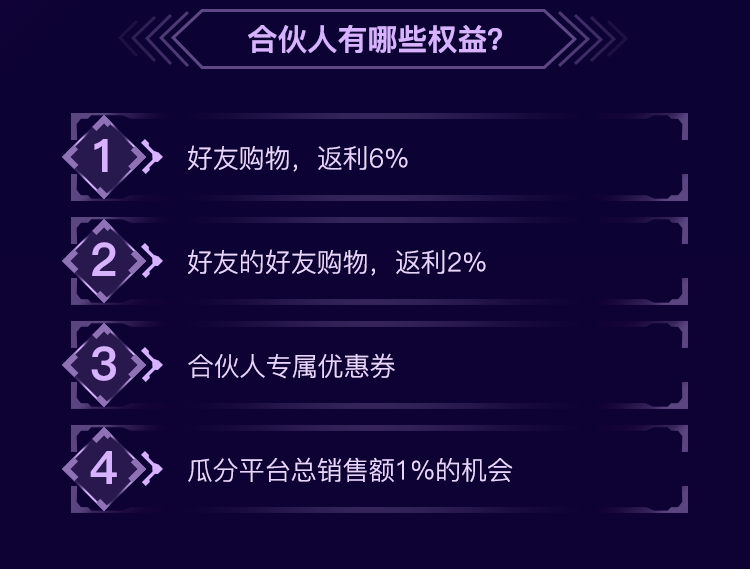 合伙人有哪些权益?
1 好友购物，返利6%
2 好友的好友购物，返利2%
3 合伙人专属优惠券
4 瓜分平台总销售额1%的机会